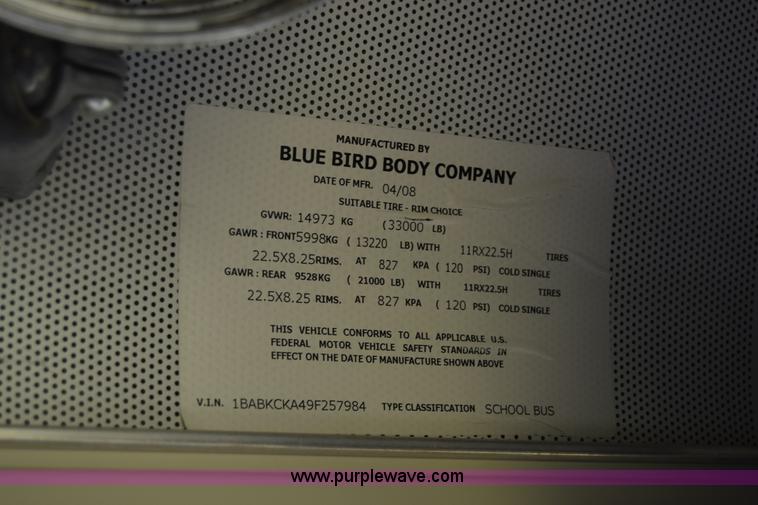 MANUFACTURED BY
BLUE BIRD BODY COMPANY
DATE OF MFR. 04/08
SUITABLE TIRE - RIM CHOICE
GVWR: 14973 KG (33000 LB)
GAWR : FRONT5998KG ( 13220 LB) WITH 11RX22.5H TIRES
22.5X8.25RIMS. AT 827 KPA ( 120 PSI) COLD SINGLE
GAWR : REAR 9528KG ( 21000 LB) WITH 11RX22.5H TIRES
22.5X8.25 RIMS. AT 827 KPA ( 120 PSI) COLD SINGLE
THIS VEHICLE CONFORMS TO ALL APPLICABLE U.S.
FEDERAL MOTOR VEHICLE SAFETY STANDARDS IN
EFFECT ON THE DATE OF MANUFACTURE SHOWN ABOVE
V.I.N. 1BABKCKA49F257984 TYPE CLASSIFICATION SCHOOL BUS
www.purplewave.com